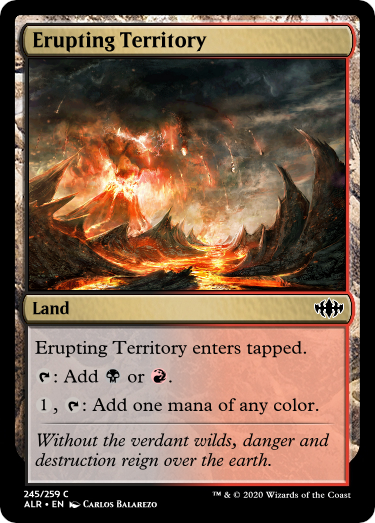 Erupting Territory
Land
Erupting Territory enters tapped.
: Add or .
1 , : Add one mana of any color.
Without the verdant wilds, danger and
destruction reign over the earth.
245/259 C
ALR • EN Carlos Balarezo
™ & © 2020 Wizards of the Coast